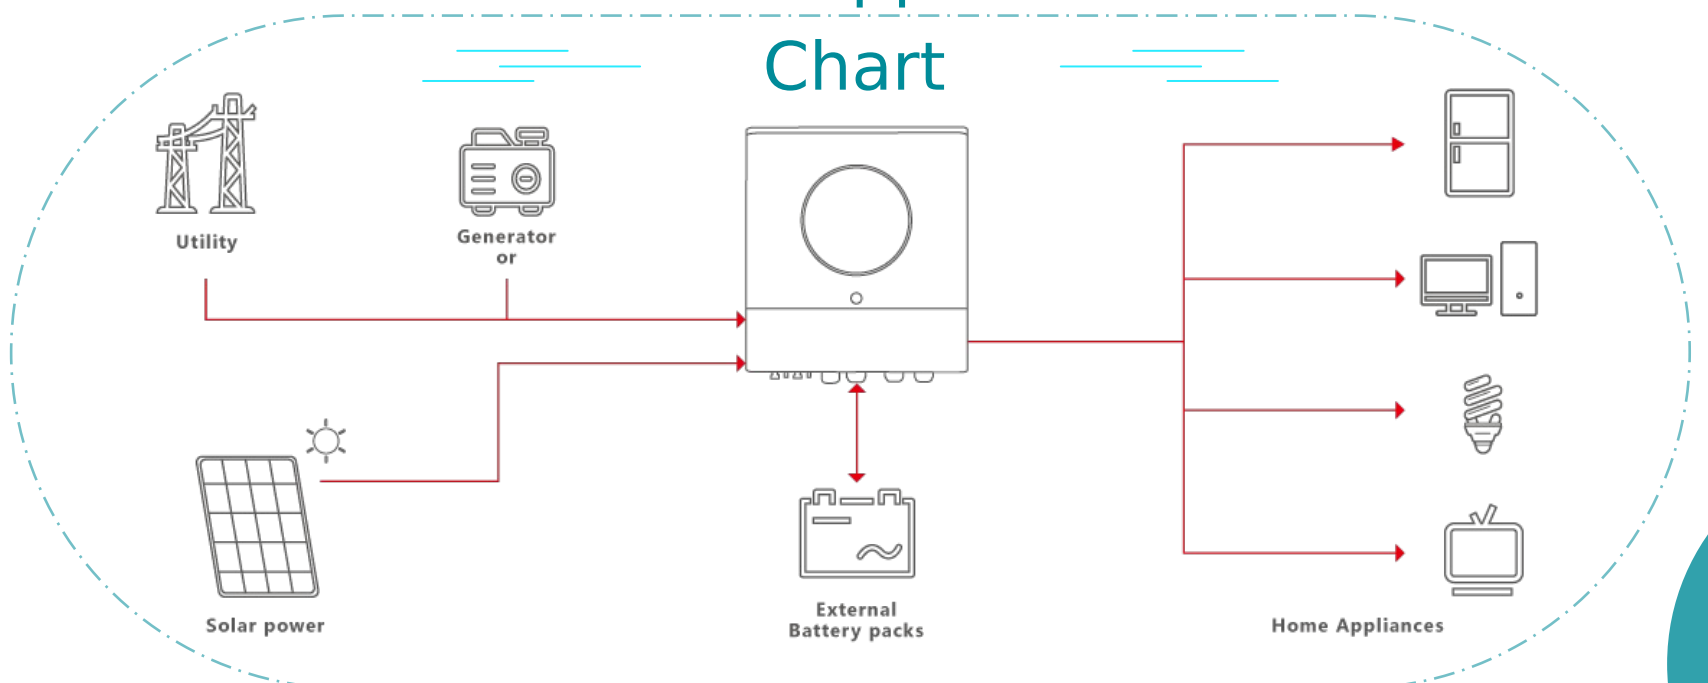 Chart
Utility
Generator
or
Solar power
External
Battery packs
Home Appliances